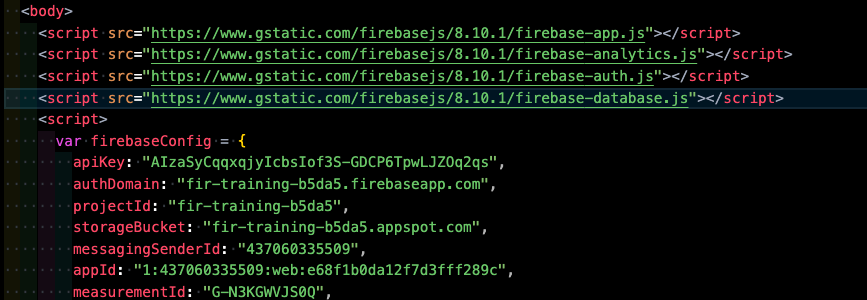 <body>
<script src="https://www.gstatic.com/firebasejs/8.10.1/firebase-app.js"></script>
<script src="https://www.gstatic.com/firebasejs/8.10.1/firebase-analytics.js"></script>
<script src="https://www.gstatic.com/firebasejs/8.10.1/firebase-auth.js"></script>
<script src="https://www.gstatic.com/firebasejs/8.10.1/firebase-database.js"></script>
<script>
var firebaseConfig = {
apiKey: "AIzaSyCqqxqjyIcbsIof3S-GDCP6TpwLJZOq2qs",
authDomain: "fir-training-b5da5.firebaseapp.com",
projectId: "fir-training-b5da5",
storageBucket: "fir-training-b5da5.appspot.com",
messagingSenderId: "437060335509",
appId: "1:437060335509:web:e68f1b0da12f7d3fff289c",
measurementId: "G-N3KGWVJS0Q",